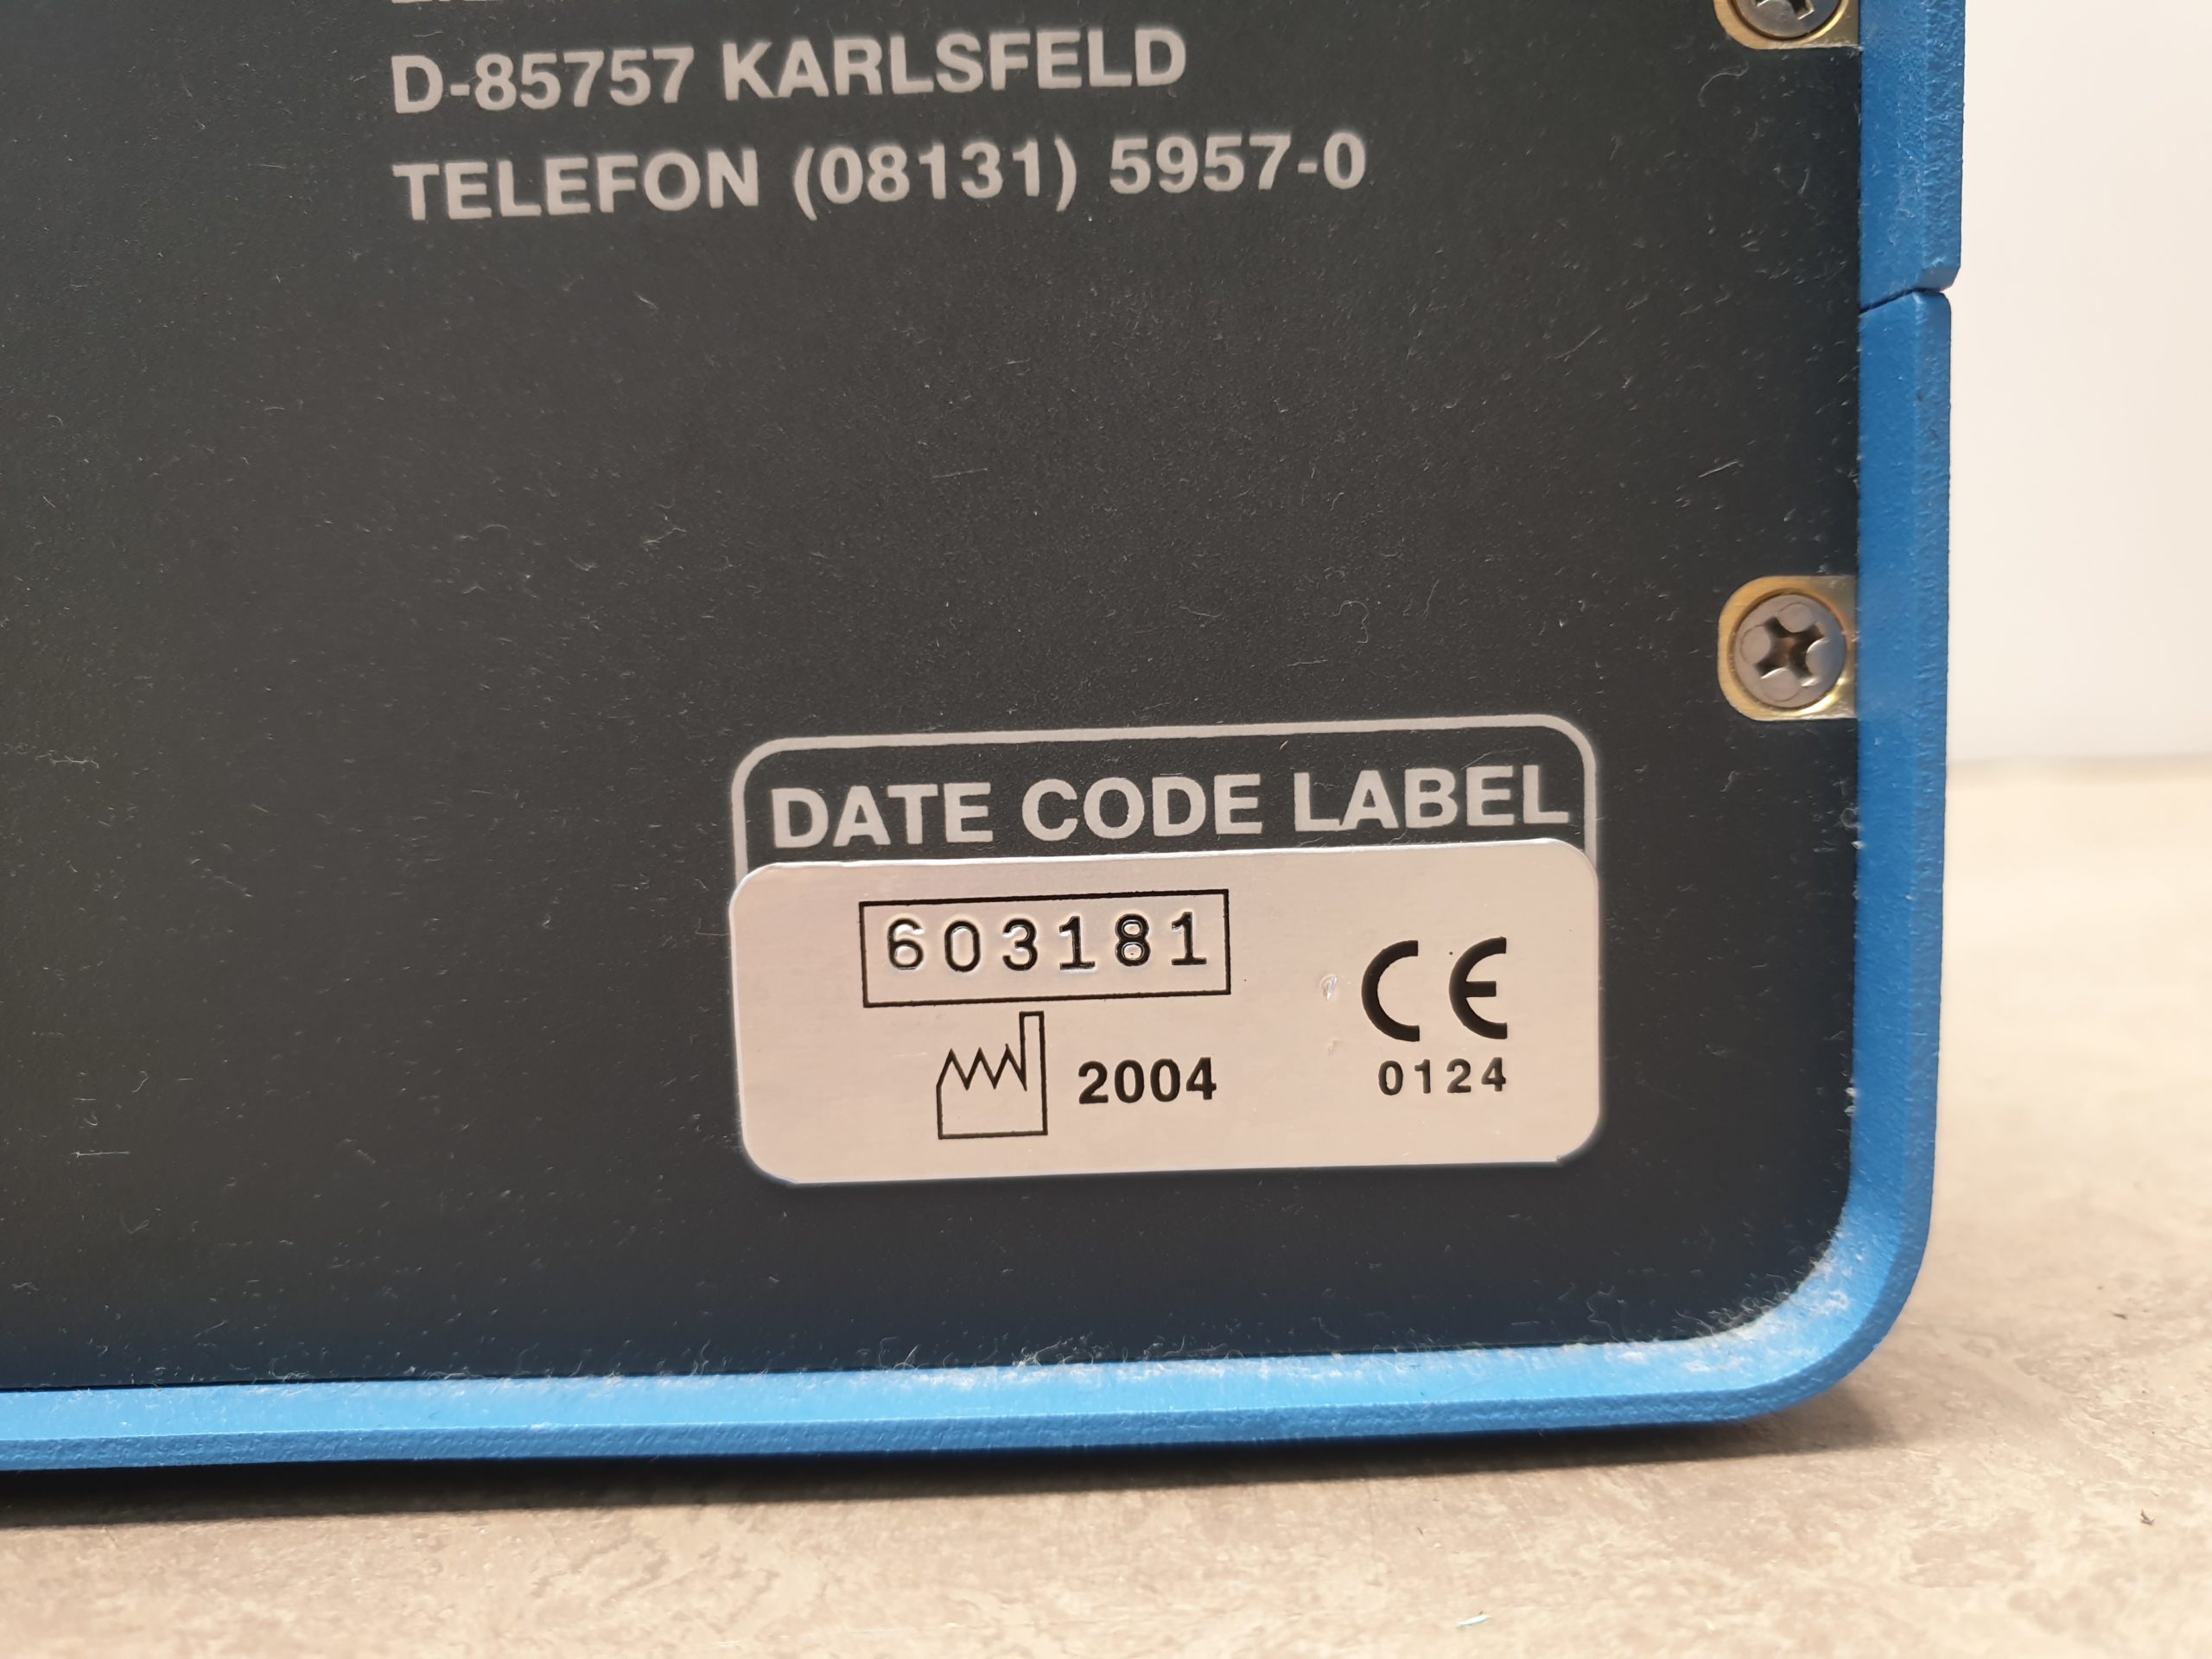 D-85757 KARLSFELD
TELEFON (08131) 5957-0
DATE CODE LABEL
603181
CE
2004
0124